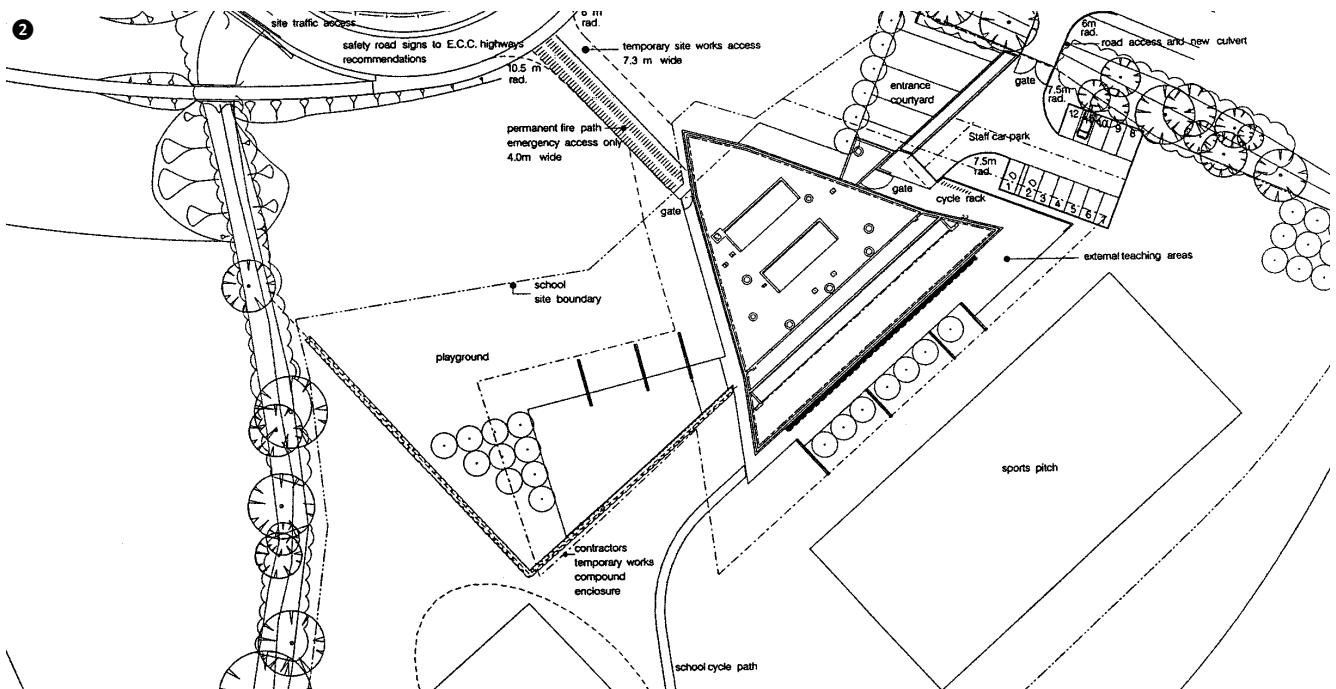 2
site traffic access
safety road signs to E.C.C. highways
recommendations
10.5 m
rad.
6 m
rad.
temporary site works access
7.3 m wide
permanent fire path
emergency access only
4.0m wide
gate
entrance
courtyard
6m
rad.
road access and new culvert
gate
7.5m
rad.
12
10
9
8
Staff car-park
7.5m
rad.
1
2
3
4
5
6
7
gate
cycle rack
external teaching areas
school
site boundary
playground
sports pitch
contractors
temporary works
compound
enclosure
school cycle path